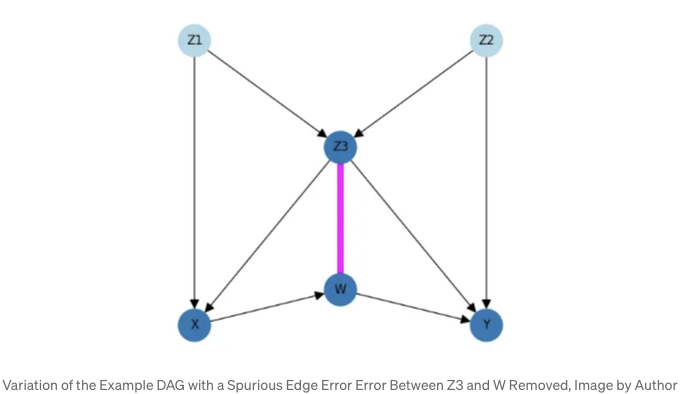 Z1 Z2
Z3
W
X Y
Variation of the Example DAG with a Spurious Edge Error Error Between Z3 and W Removed, Image by Author